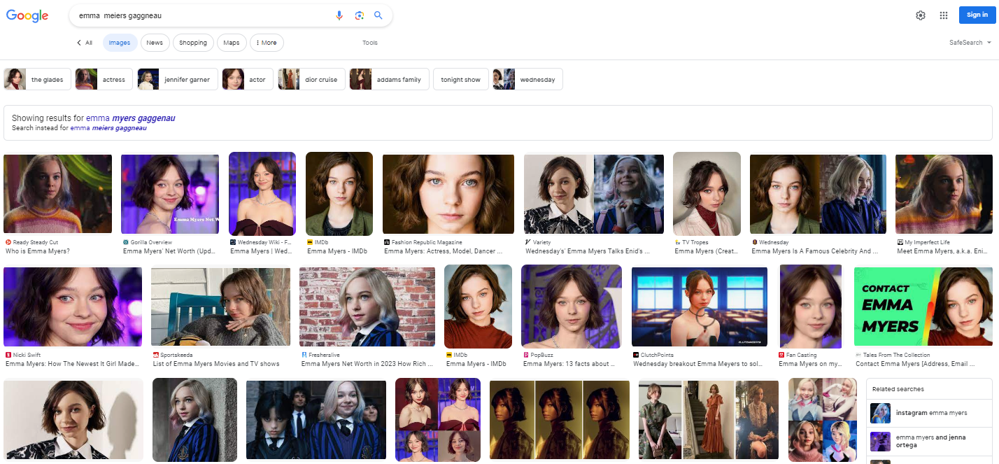 Google
emma meiers gaggneau
Sign in
All
Images
News
Shopping
Maps
More
Tools
SafeSearch
the glades
actress
jennifer garner
actor
dior cruise
addams family
tonight show
wednesday
Showing results for emma myers gaggenau
Search instead for emma meiers gaggneau
Emma Myers Net W
Ready Steady Cut
Who is Emma Myers?
Gorilla Overview
Emma Myers' Net Worth (Upd...
Wednesday Wiki - F...
Emma Myers | Wed...
IMDb
Emma Myers - IMDb
Fashion Republic Magazine
Emma Myers: Actress, Model, Dancer ...
Variety
Wednesday's' Emma Myers Talks Enid's ...
TV Tropes
Emma Myers (Creat...
Wednesday
Emma Myers Is A Famous Celebrity And ...
My Imperfect Life
Meet Emma Myers, a.k.a. Eni...
CONTACT
EMMA
MYERS
Nicki Swift
Emma Myers: How The Newest It Girl Made...
Sportskeeda
List of Emma Myers Movies and TV shows
Fresherslive
Emma Myers Net Worth in 2023 How Rich ...
IMDb
Emma Myers - IMDb
PopBuzz
Emma Myers: 13 facts about ...
ClutchPoints
Wednesday breakout Emma Meyers to sol...
Fan Casting
Emma Myers on my...
Tales From The Collection
Contact Emma Myers [Address, Email ...
Related searches
instagram emma myers
emma myers and jenna
ortega